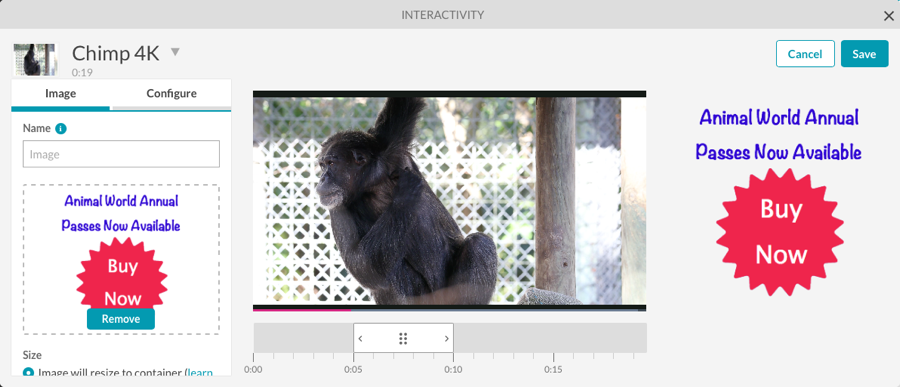 INTERACTIVITY
Chimp 4K
0:19
Cancel
Save
Image
Configure
Name
Image
Animal World Annual
Passes Now Available
Buy
Now
Remove
Size
Image will resize to container (learn
0:00
0:05
0:10
0:15
Animal World Annual
Passes Now Available
Buy
Now